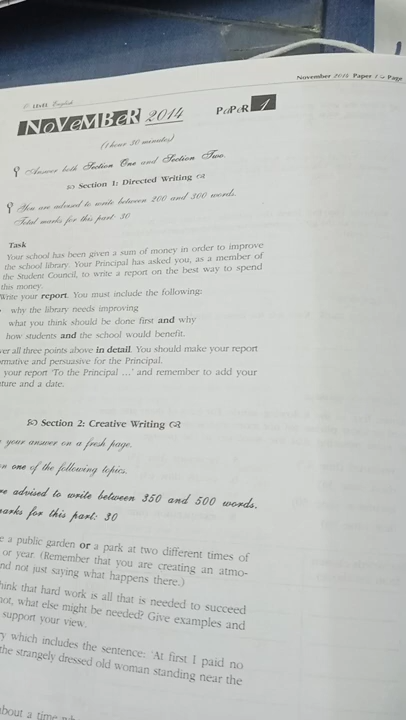 November 2014 Paper 1 - Page
LEVEL English
NoVeMBeR 2014 PaPeR 1
(1 hour 30 minutes)
Answer both Section One and Section Two.
Section 1: Directed Writing
You are advised to write between 200 and 300 words.
Total marks for this part: 30
Task
Your school has been given a sum of money in order to improve
the school library. Your Principal has asked you, as a member of
the Student Council, to write a report on the best way to spend
this money.
Write your report. You must include the following:
why the library needs improving
what you think should be done first and why
how students and the school would benefit.
ver all three points above in detail. You should make your report
rmative and persuasive for the Principal.
your report 'To the Principal ...' and remember to add your
ture and a date.
Section 2: Creative Writing
your answer on a fresh page.
n one of the following topics.
re advised to write between 350 and 500 words.
marks for this part: 30
e a public garden or a park at two different times of
or year. (Remember that you are creating an atmo-
nd not just saying what happens there.)
hink that hard work is all that is needed to succeed
not, what else might be needed? Give examples and
support your view.
y which includes the sentence: 'At first I paid no
the strangely dressed old woman standing near the
about a time